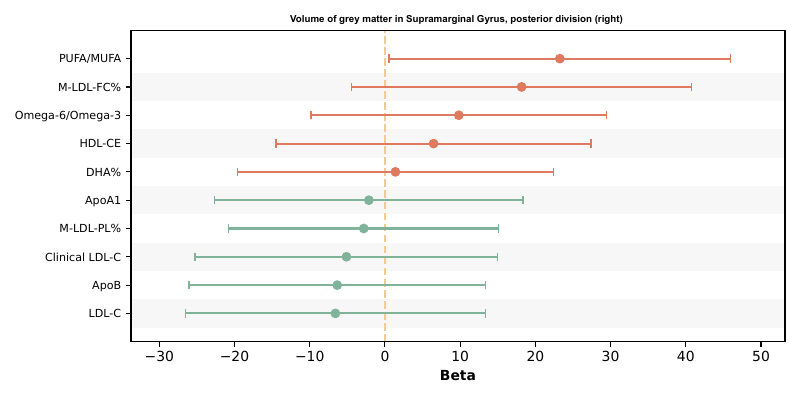 Volume of grey matter in Supramarginal Gyrus, posterior division (right)
PUFA/MUFA
M-LDL-FC%
Omega-6/Omega-3
HDL-CE
DHA%
ApoA1
M-LDL-PL%
Clinical LDL-C
ApoB
LDL-C
−30 −20 −10 0 10 20 30 40 50
Beta